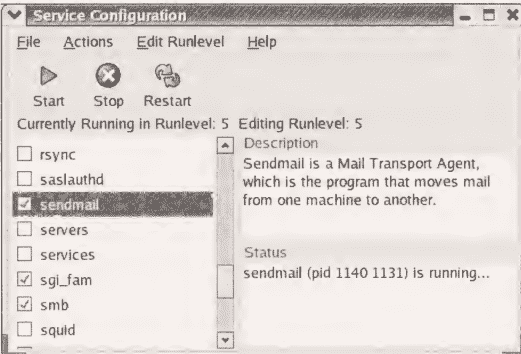 Service Configuration
File Actions Edit Runlevel Help
Start Stop Restart
Currently Running in Runlevel: 5 Editing Runlevel: 5
rsync
saslauthd
sendmail
servers
services
sgi_fam
smb
squid
Description
Sendmail is a Mail Transport Agent,
which is the program that moves mail
from one machine to another.
Status
sendmail (pid 1140 1131) is running...